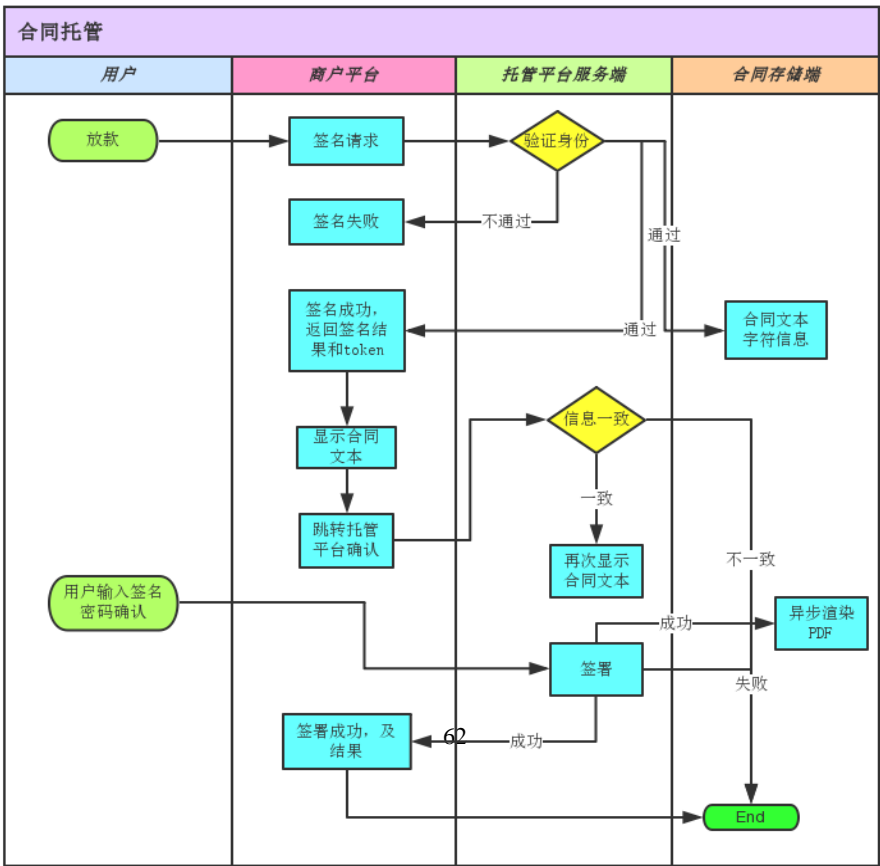 合同托管
用户
商户平台
托管平台服务端
合同存储端
放款
签名请求
验证身份
签名失败
不通过
通过
签名成功,
返回签名结
果和token
通过
合同文本
字符信息
显示合同
文本
信息一致
一致
跳转托管
平台确认
再次显示
合同文本
不一致
用户输入签名
密码确认
成功
异步渲染
PDF
签署
失败
签署成功, 及
结果
62
成功
End